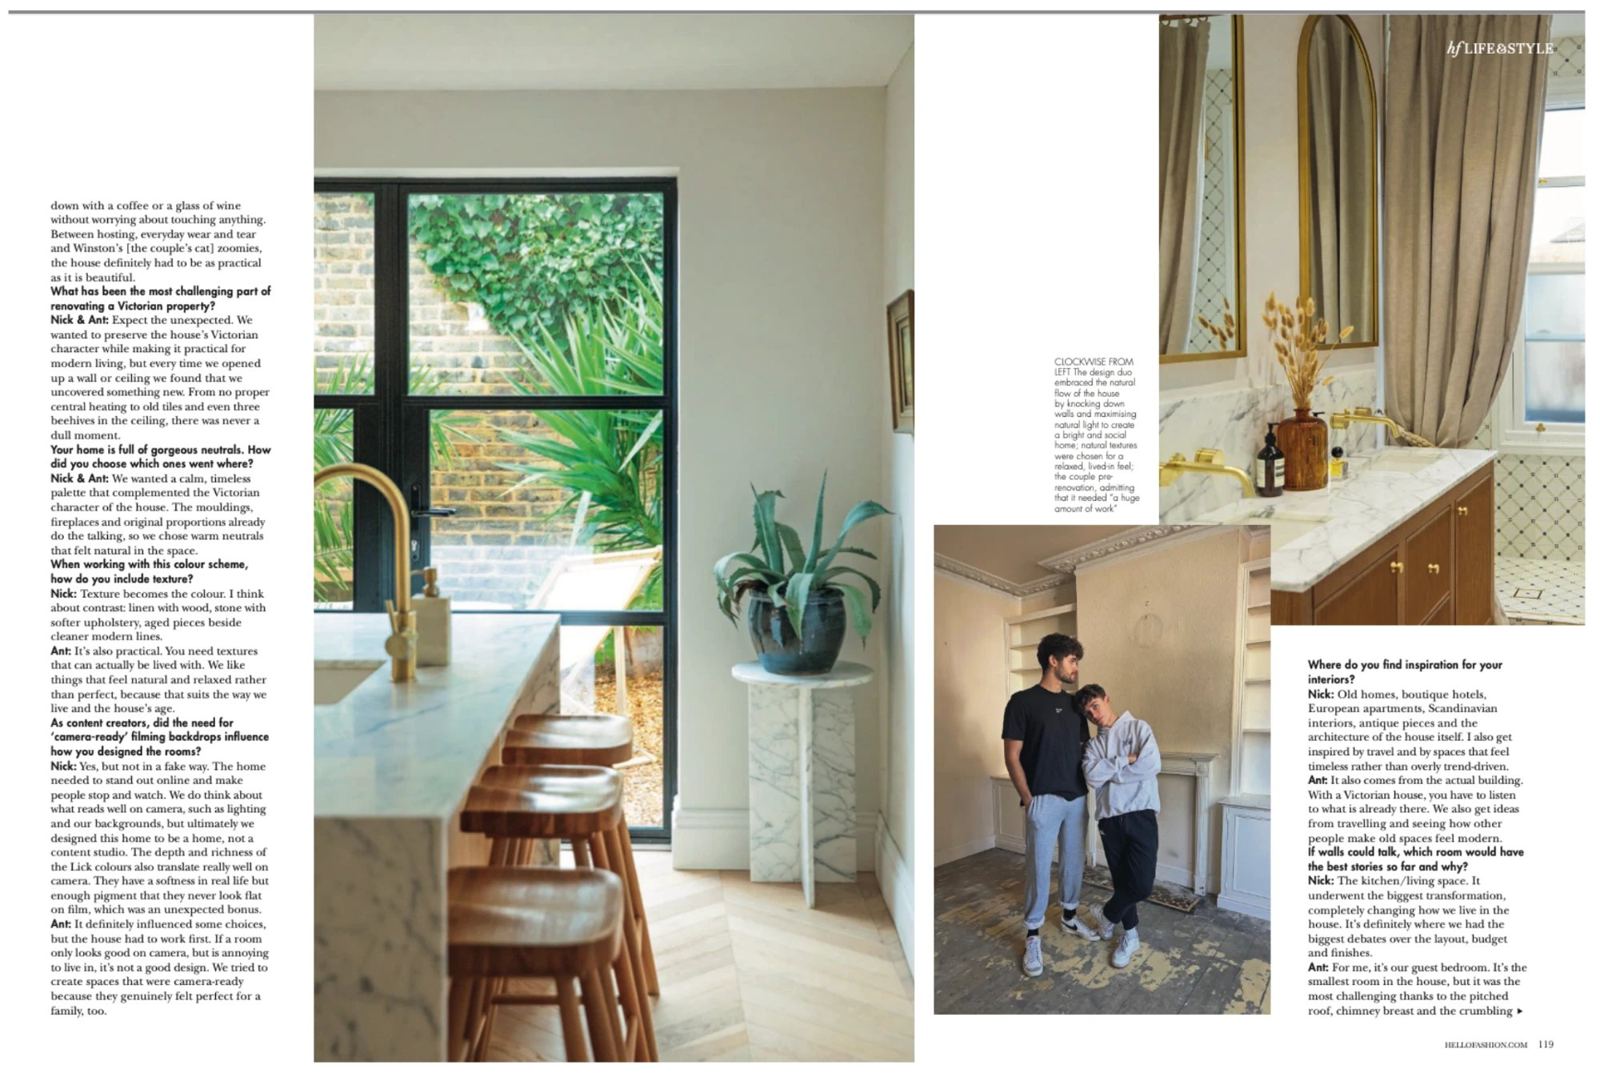 hf LIFE&STYLE
down with a coffee or a glass of wine
without worrying about touching anything.
Between hosting, everyday wear and tear
and Winston's [the couple's cat] zoomies,
the house definitely had to be as practical
as it is beautiful.
What has been the most challenging part of
renovating a Victorian property?
Nick & Ant: Expect the unexpected. We
wanted to preserve the house's Victorian
character while making it practical for
modern living, but every time we opened
up a wall or ceiling we found that we
uncovered something new. From no proper
central heating to old tiles and even three
beehives in the ceiling, there was never a
dull moment.
Your home is full of gorgeous neutrals. How
did you choose which ones went where?
Nick & Ant: We wanted a calm, timeless
palette that complemented the Victorian
character of the house. The mouldings,
fireplaces and original proportions already
do the talking, so we chose warm neutrals
that felt natural in the space.
When working with this colour scheme,
how do you include texture?
Nick: Texture becomes the colour. I think
about contrast: linen with wood, stone with
softer upholstery, aged pieces beside
cleaner modern lines.
Ant: It's also practical. You need textures
that can actually be lived with. We like
things that feel natural and relaxed rather
than perfect, because that suits the way we
live and the house's age.
As content creators, did the need for
'camera-ready' filming backdrops influence
how you designed the rooms?
Nick: Yes, but not in a fake way. The home
needed to stand out online and make
people stop and watch. We do think about
what reads well on camera, such as lighting
and our backgrounds, but ultimately we
designed this home to be a home, not a
content studio. The depth and richness of
the Lick colours also translate really well on
camera. They have a softness in real life but
enough pigment that they never look flat
on film, which was an unexpected bonus.
Ant: It definitely influenced some choices,
but the house had to work first. If a room
only looks good on camera, but is annoying
to live in, it's not a good design. We tried to
create spaces that were camera-ready
because they genuinely felt perfect for a
family, too.
CLOCKWISE FROM
LEFT The design duo
embraced the natural
flow of the house
by knocking down
walls and maximising
natural light to create
a bright and social
home; natural textures
were chosen for a
relaxed, lived-in feel;
the couple pre-
renovation, admitting
that it needed "a huge
amount of work"
Where do you find inspiration for your
interiors?
Nick: Old homes, boutique hotels,
European apartments, Scandinavian
interiors, antique pieces and the
architecture of the house itself. I also get
inspired by travel and by spaces that feel
timeless rather than overly trend-driven.
Ant: It also comes from the actual building.
With a Victorian house, you have to listen
to what is already there. We also get ideas
from travelling and seeing how other
people make old spaces feel modern.
If walls could talk, which room would have
the best stories so far and why?
Nick: The kitchen/living space. It
underwent the biggest transformation,
completely changing how we live in the
house. It's definitely where we had the
biggest debates over the layout, budget
and finishes.
Ant: For me, it's our guest bedroom. It's the
smallest room in the house, but it was the
most challenging thanks to the pitched
roof, chimney breast and the crumbling ▶
HELLOFASHION.COM 119